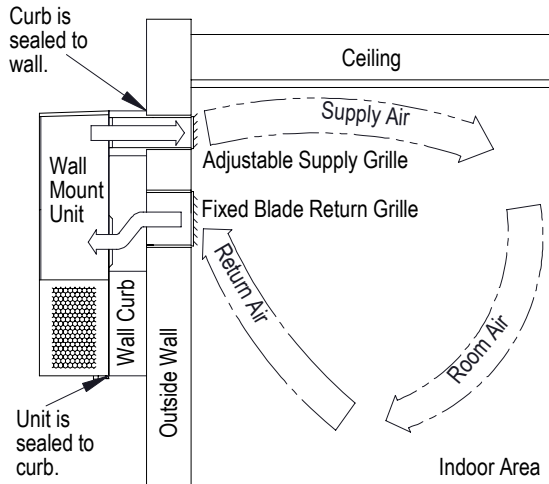 Curb is
sealed to
wall.
Ceiling
Supply Air
Adjustable Supply Grille
Wall
Mount
Unit
Fixed Blade Return Grille
Return Air
Room Air
Wall Curb
Outside Wall
Unit is
sealed to
curb.
Indoor Area